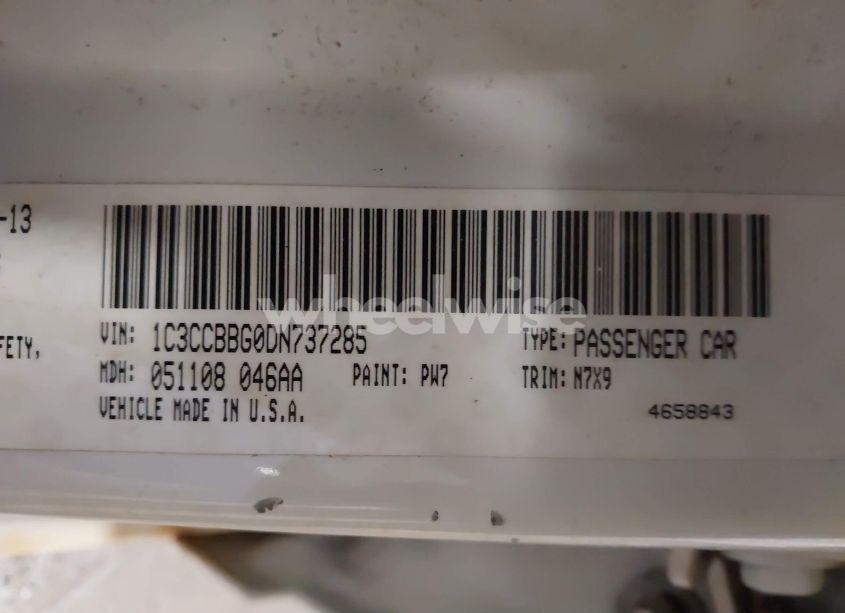 -13
wheelwise
VIN: 1C3CCBBG0DN737285
TYPE: PASSENGER CAR
FETY,
MDH: 051108 046AA
PAINT: PW7
TRIM: N7X9
VEHICLE MADE IN U.S.A.
4658843